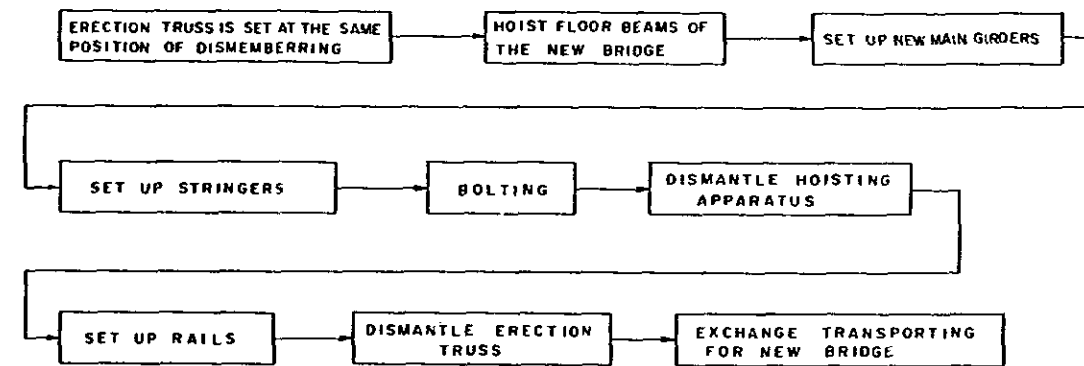 ERECTION TRUSS IS SET AT THE SAME
POSITION OF DISMEMBERRING
HOIST FLOOR BEAMS OF
THE NEW BRIDGE
SET UP NEW MAIN GIRDERS
SET UP STRINGERS
BOLTING
DISMANTLE HOISTING
APPARATUS
SET UP RAILS
DISMANTLE ERECTION
TRUSS
EXCHANGE TRANSPORTING
FOR NEW BRIDGE